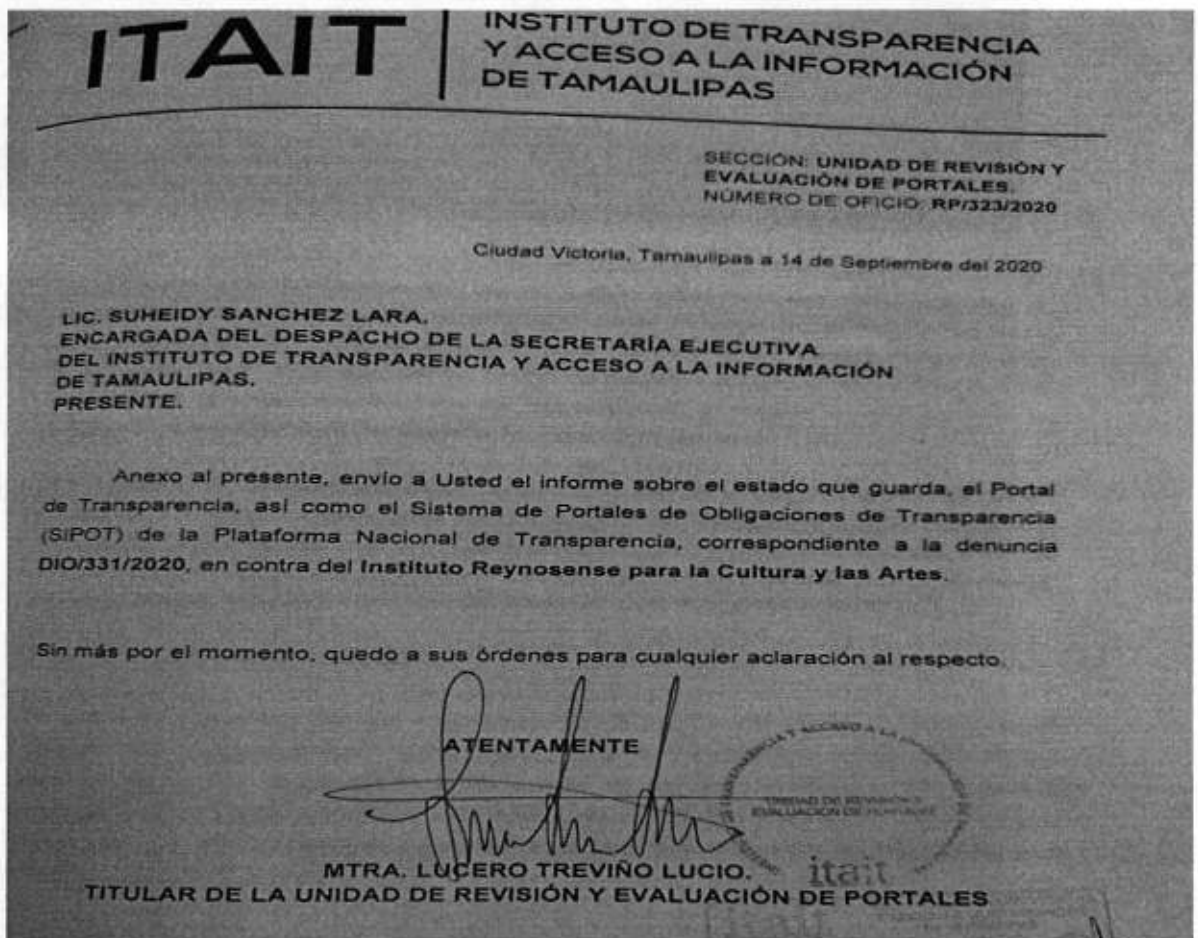 ITAIT
INSTITUTO DE TRANSPARENCIA
Y ACCESO A LA INFORMACIÓN
DE TAMAULIPAS
SECCIÓN: UNIDAD DE REVISIÓN Y
EVALUACIÓN DE PORTALES.
NÚMERO DE OFICIO: RP/323/2020
Ciudad Victoria, Tamaulipas a 14 de Septiembre del 2020
LIC. SUHEIDY SANCHEZ LARA.
ENCARGADA DEL DESPACHO DE LA SECRETARÍA EJECUTIVA
DEL INSTITUTO DE TRANSPARENCIA Y ACCESO A LA INFORMACIÓN
DE TAMAULIPAS.
PRESENTE.
Anexo al presente, envío a Usted el informe sobre el estado que guarda, el Portal
de Transparencia, así como el Sistema de Portales de Obligaciones de Transparencia
(SIPOT) de la Plataforma Nacional de Transparencia, correspondiente a la denuncia
DIO/331/2020, en contra del Instituto Reynosense para la Cultura y las Artes.
Sin más por el momento, quedo a sus órdenes para cualquier aclaración al respecto.
ATENTAMENTE
UNIDAD DE REVISIÓN Y
EVALUACIÓN DE PORTALES
itait
MTRA. LUCERO TREVIÑO LUCIO.
TITULAR DE LA UNIDAD DE REVISIÓN Y EVALUACIÓN DE PORTALES
itait